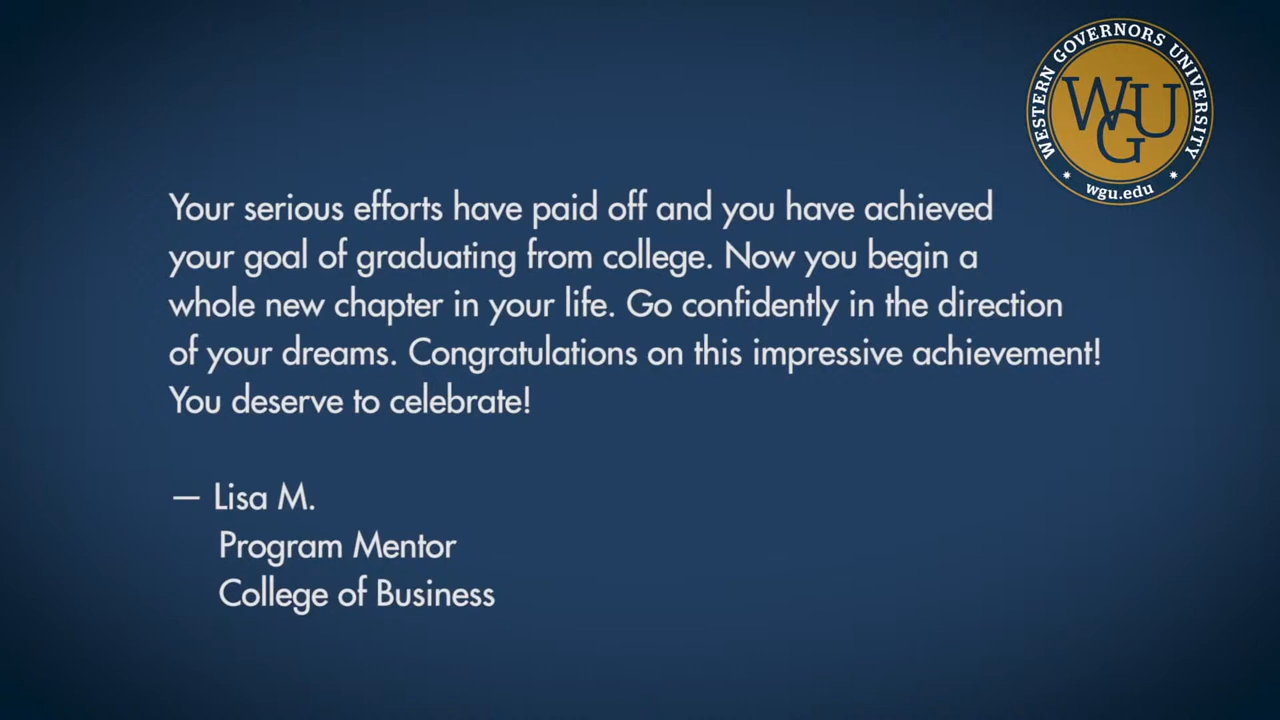 WESTERN GOVERNORS UNIVERSITY
WGU
wgu.edu
Your serious efforts have paid off and you have achieved
your goal of graduating from college. Now you begin a
whole new chapter in your life. Go confidently in the direction
of your dreams. Congratulations on this impressive achievement!
You deserve to celebrate!
— Lisa M.
Program Mentor
College of Business